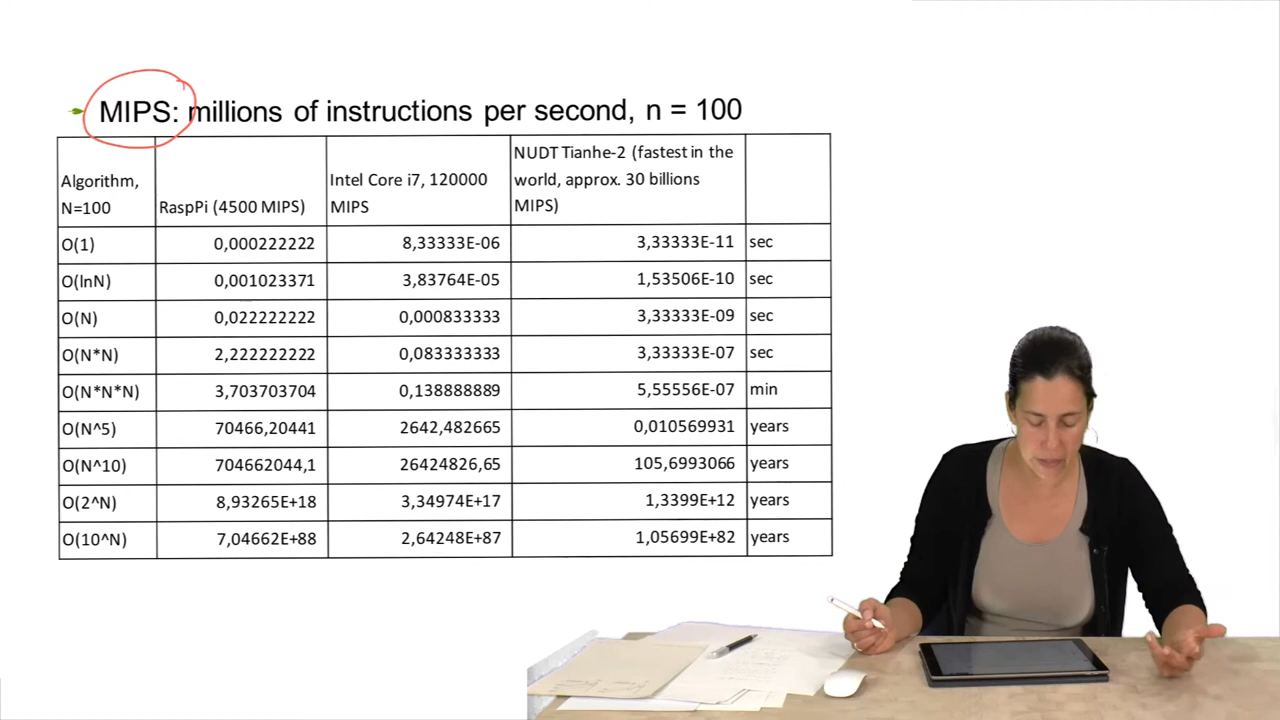 MIPS: millions of instructions per second, n = 100
Algorithm, N=100 RaspPi (4500 MIPS) Intel Core i7, 120000 MIPS NUDT Tianhe-2 (fastest in the world, approx. 30 billions MIPS)
O(1) 0,000222222 8,33333E-06 3,33333E-11 sec
O(lnN) 0,001023371 3,83764E-05 1,53506E-10 sec
O(N) 0,022222222 0,000833333 3,33333E-09 sec
O(N*N) 2,222222222 0,083333333 3,33333E-07 sec
O(N*N*N) 3,703703704 0,138888889 5,55556E-07 min
O(N^5) 70466,20441 2642,482665 0,010569931 years
O(N^10) 704662044,1 26424826,65 105,6993066 years
O(2^N) 8,93265E+18 3,34974E+17 1,3399E+12 years
O(10^N) 7,04662E+88 2,64248E+87 1,05699E+82 years